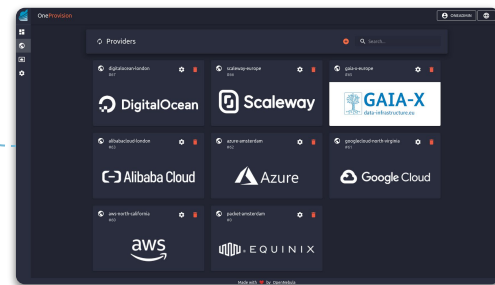 OneProvision
ONEADMIN
Providers
Search...
digitalocean-london
#67
DigitalOcean
scaleway-europe
Scaleway
gaia-x-europe
GAIA-X
data-infrastructure.eu
alibabacloud-london
Alibaba Cloud
azure-amsterdam
Azure
googlecloud-north-virginia
Google Cloud
aws-north-california
aws
packet-amsterdam
EQUINIX
Made with ❤ by OpenNebula